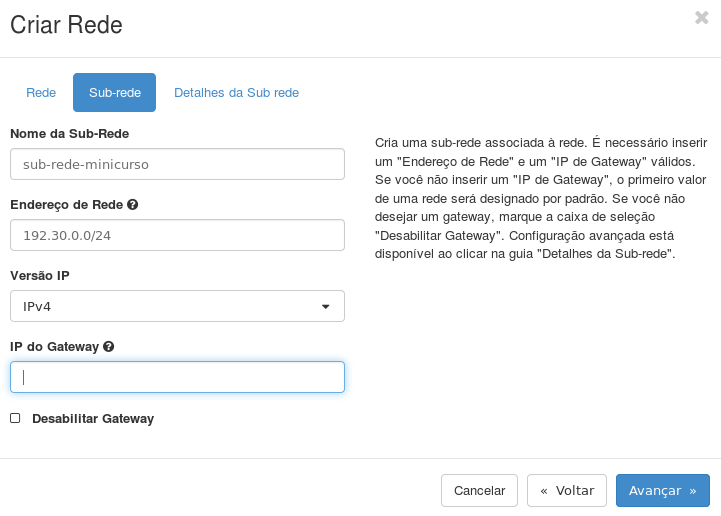 Criar Rede
Rede
Sub-rede
Detalhes da Sub rede
Nome da Sub-Rede
sub-rede-minicurso
Endereço de Rede
192.30.0.0/24
Versão IP
IPv4
IP do Gateway
Desabilitar Gateway
Cria uma sub-rede associada à rede. É necessário inserir
um "Endereço de Rede" e um "IP de Gateway" válidos.
Se você não inserir um "IP de Gateway", o primeiro valor
de uma rede será designado por padrão. Se você não
desejar um gateway, marque a caixa de seleção
"Desabilitar Gateway". Configuração avançada está
disponível ao clicar na guia "Detalhes da Sub-rede".
Cancelar
« Voltar
Avançar »